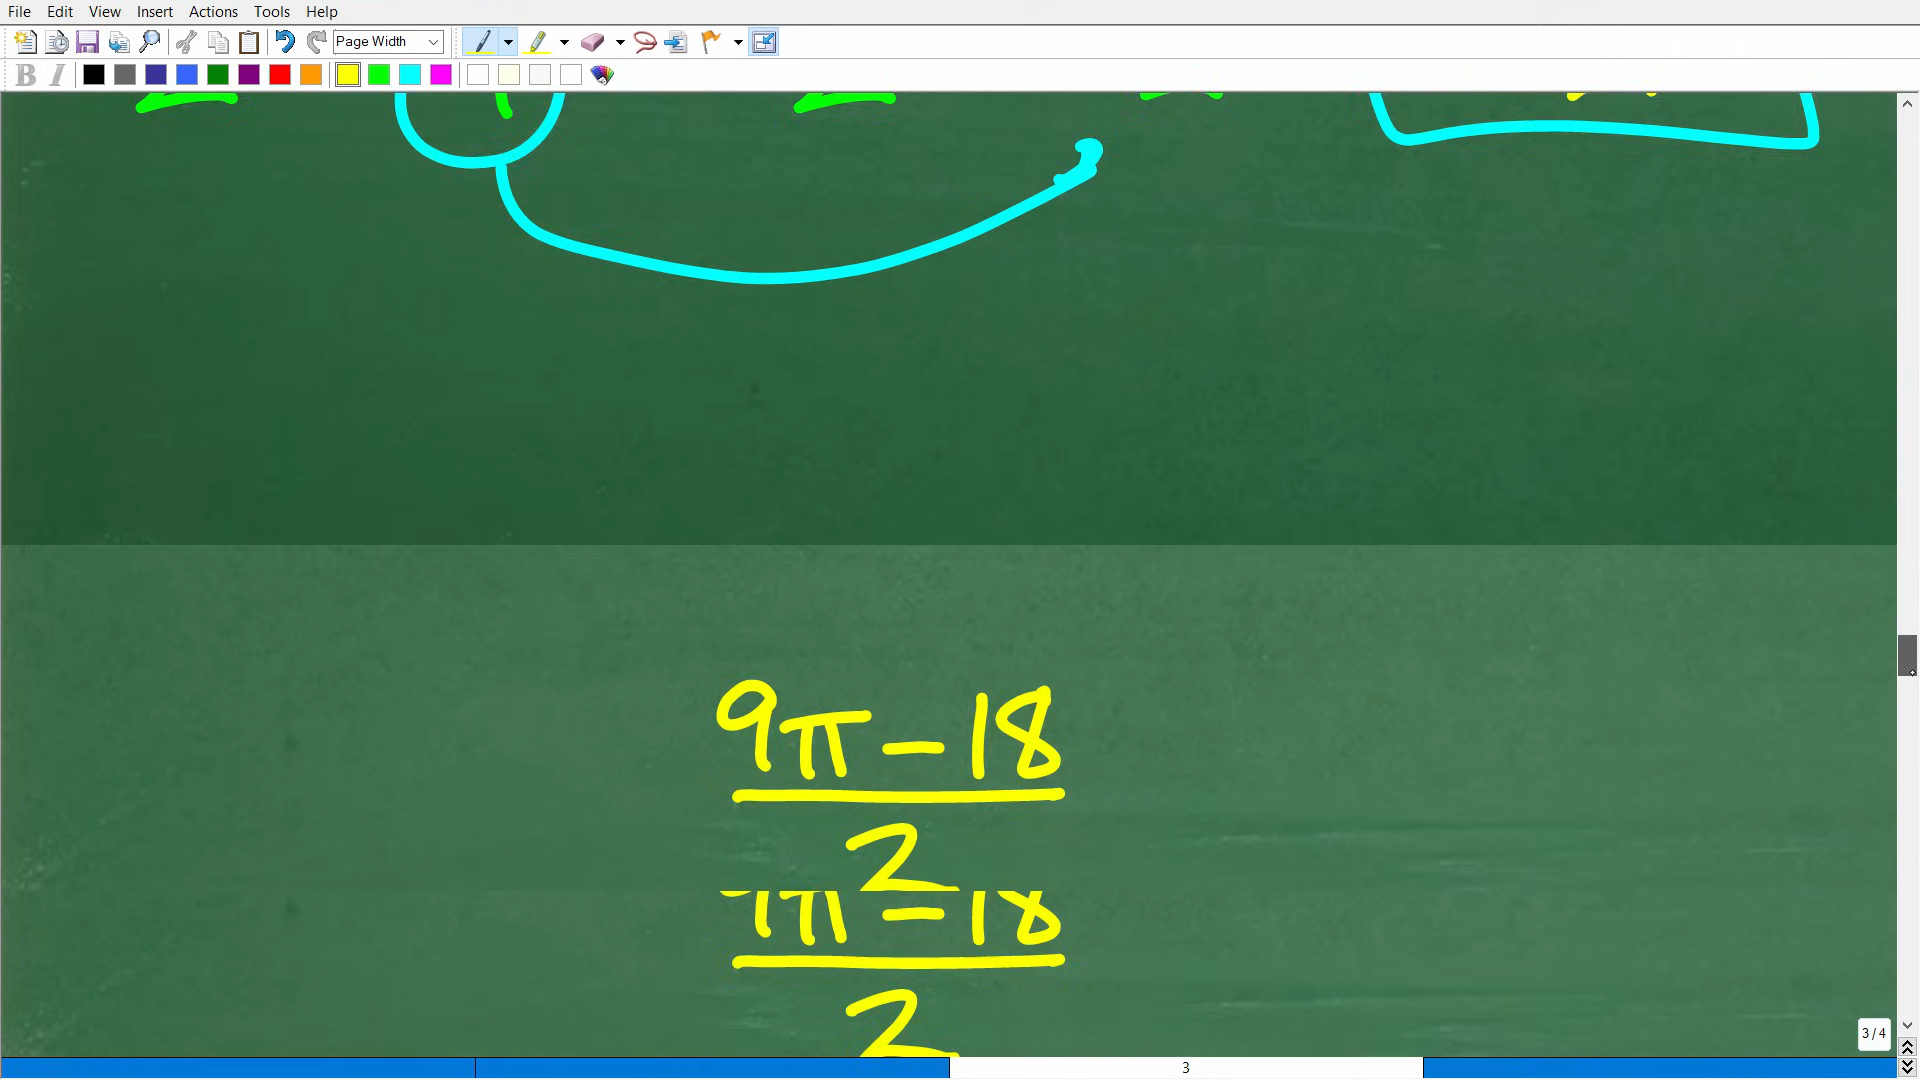 File Edit View Insert Actions Tools Help
Page Width
B I
9π-18
2
9π-18
2
3/4
3